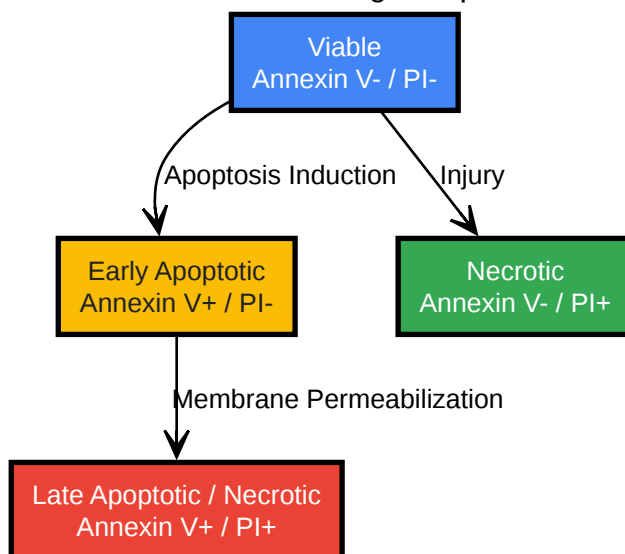 Viable
Annexin V- / PI-
Apoptosis Induction
Injury
Early Apoptotic
Annexin V+ / PI-
Necrotic
Annexin V- / PI+
Membrane Permeabilization
Late Apoptotic / Necrotic
Annexin V+ / PI+